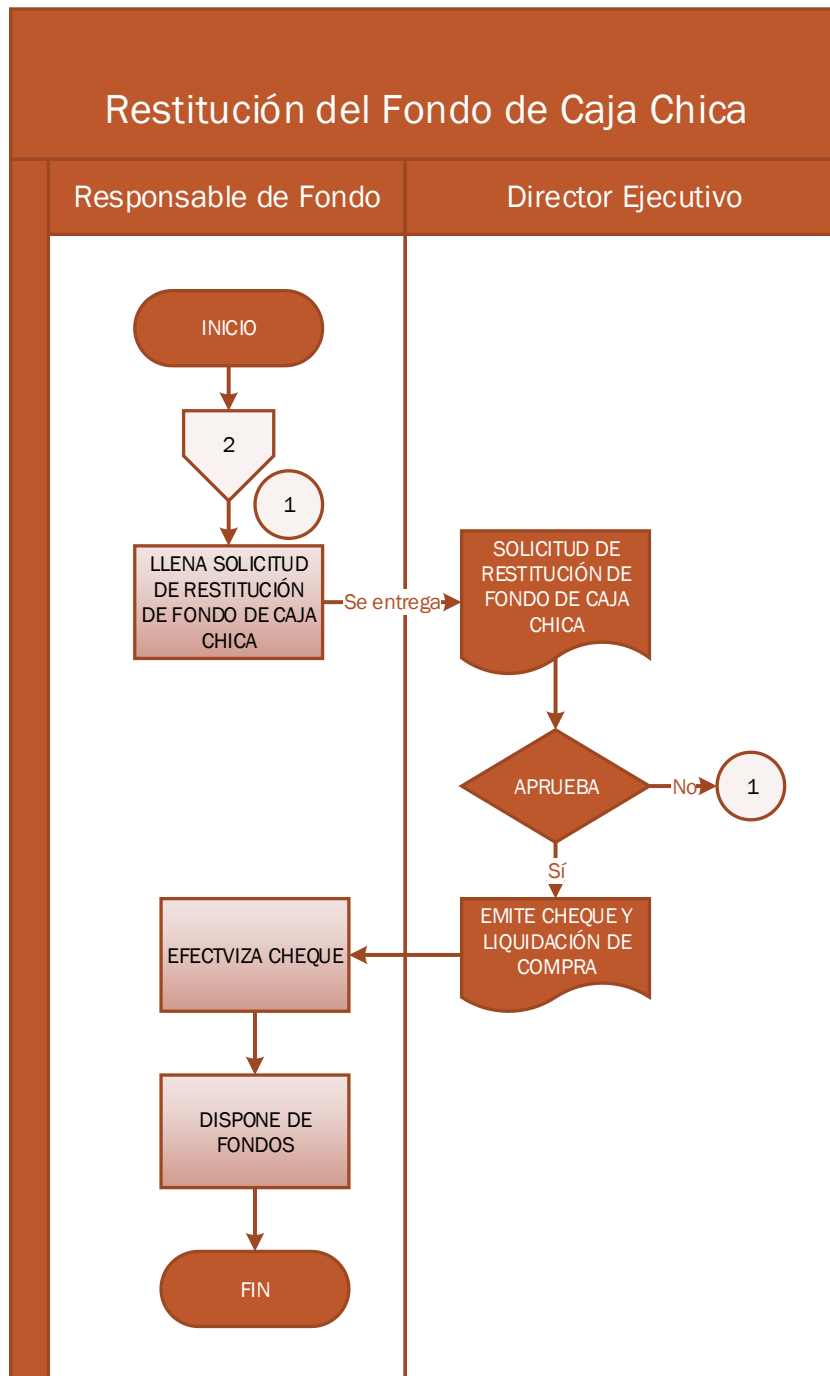 Restitución del Fondo de Caja Chica
Responsable de Fondo
Director Ejecutivo
INICIO
2
1
LLENA SOLICITUD
DE RESTITUCIÓN
DE FONDO DE CAJA
CHICA
Se entrega
SOLICITUD DE
RESTITUCIÓN DE
FONDO DE CAJA
CHICA
APRUEBA
No
1
Sí
EMITE CHEQUE Y
LIQUIDACIÓN DE
COMPRA
EFECTVIZA CHEQUE
DISPONE DE
FONDOS
FIN